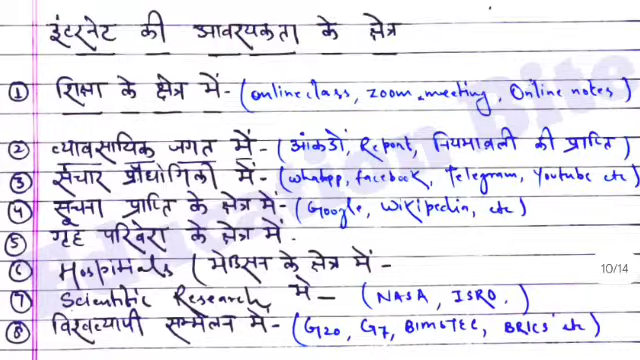 इंटरनेट की आवश्यकता के क्षेत्र
① शिक्षा के क्षेत्र में - (online class, zoom meeting, Online notes)
② व्यावसायिक जगत में - (आंकडों, Report, नियमावली की प्राप्ति)
③ संचार प्रौद्योगिकी में - (whatapp, facebook, Telegram, Youtube etc)
④ सूचना प्राप्ति के क्षेत्र में - (Google, Wikipedia, etc)
⑤ गृह परिवेश के क्षेत्र में.
⑥ मेडिसन के क्षेत्र में -
10/14
⑦ Scientific Research में - (NASA, ISRO.)
⑧ विश्वव्यापी सम्मेलन में - (G20, G7, BIMSTEC, BRICS etc)